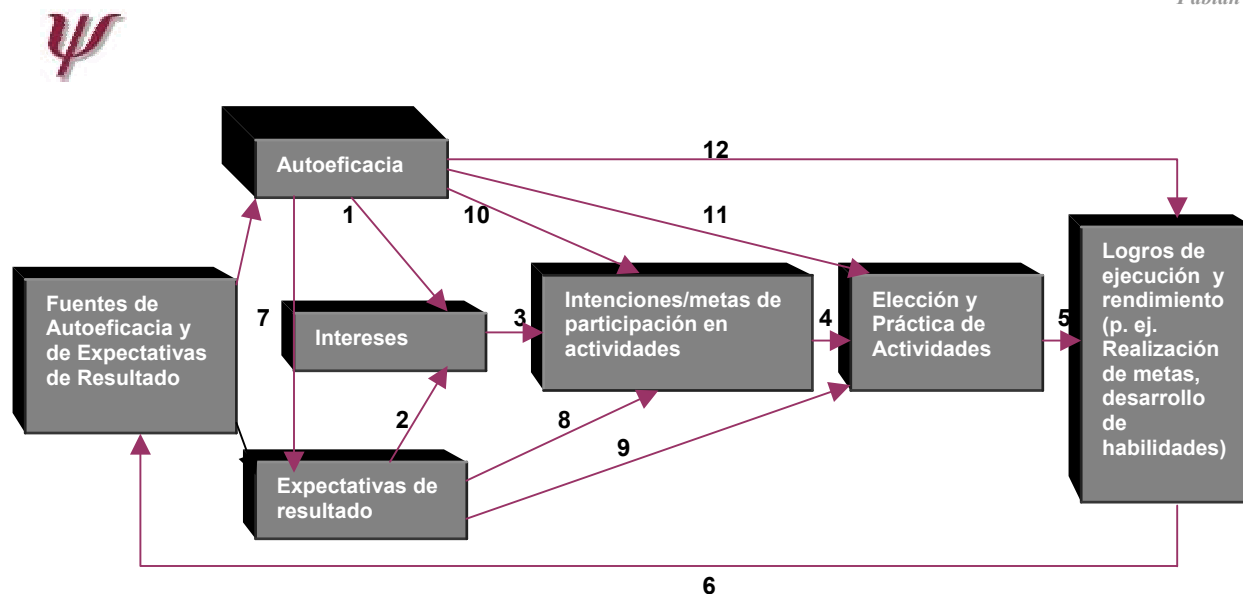 Fabián
ψ
Autoeficacia
12
1
10
11
Fuentes de
Autoeficacia y
de Expectativas
de Resultado
7
Intereses
3
Intenciones/metas de
participación en
actividades
4
Elección y
Práctica de
Actividades
5
Logros de
ejecución y
rendimiento
(p. ej.
Realización
de metas,
desarrollo
de
habilidades)
2
8
9
Expectativas de
resultado
6